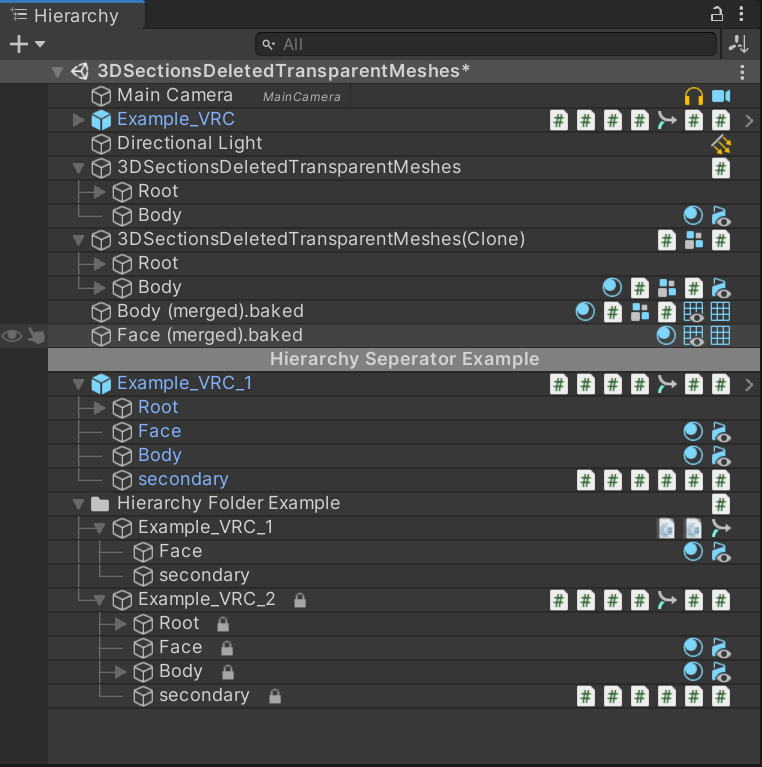 Hierarchy
All
3DSectionsDeletedTransparentMeshes*
Main Camera MainCamera
Example_VRC
Directional Light
3DSectionsDeletedTransparentMeshes
Root
Body
3DSectionsDeletedTransparentMeshes(Clone)
Root
Body
Body (merged).baked
Face (merged).baked
Hierarchy Seperator Example
Example_VRC_1
Root
Face
Body
secondary
Hierarchy Folder Example
Example_VRC_1
Face
secondary
Example_VRC_2
Root
Face
Body
secondary